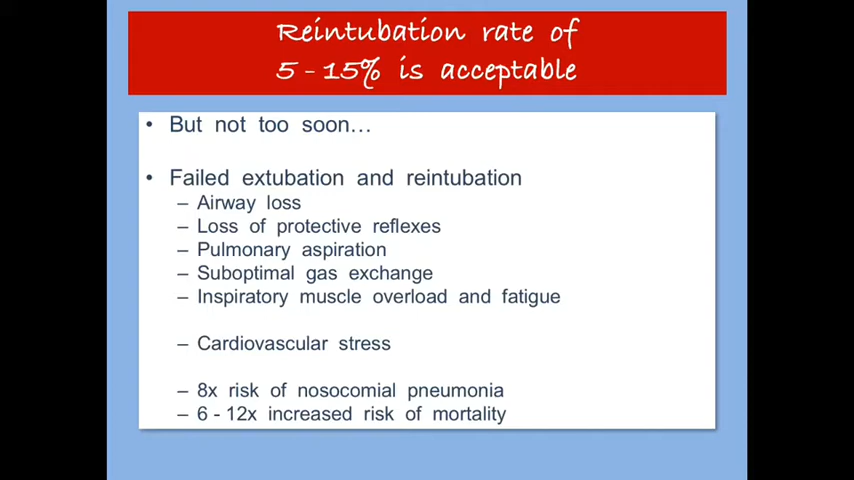 Reintubation rate of
5 - 15% is acceptable
• But not too soon...
• Failed extubation and reintubation
– Airway loss
– Loss of protective reflexes
– Pulmonary aspiration
– Suboptimal gas exchange
– Inspiratory muscle overload and fatigue
– Cardiovascular stress
– 8x risk of nosocomial pneumonia
– 6 - 12x increased risk of mortality